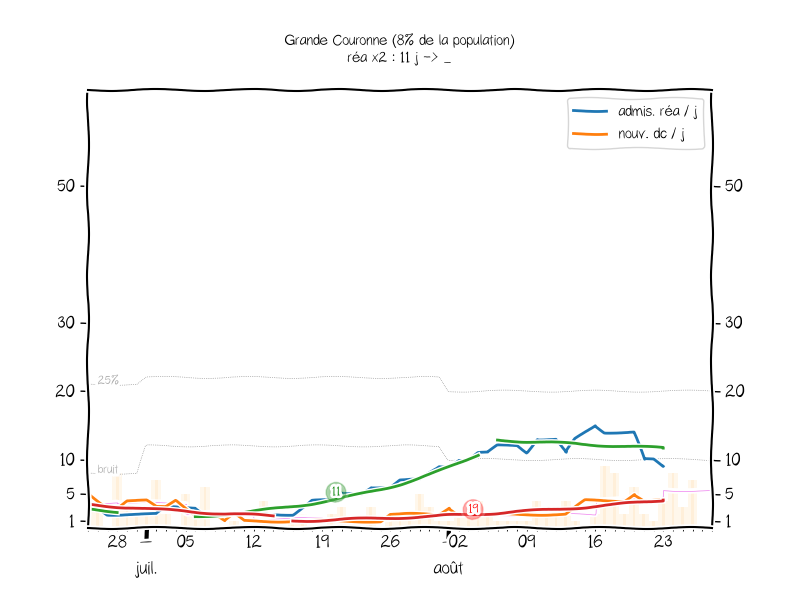 Grande Couronne (8% de la population)
réa x2 : 11 j -> _
admis. réa / j
nouv. dc / j
50 50
30 30
25%
20 20
bruit
10 10
11
5 5
19
1 1
28 05 12 19 26 02 09 16 23
juil. août